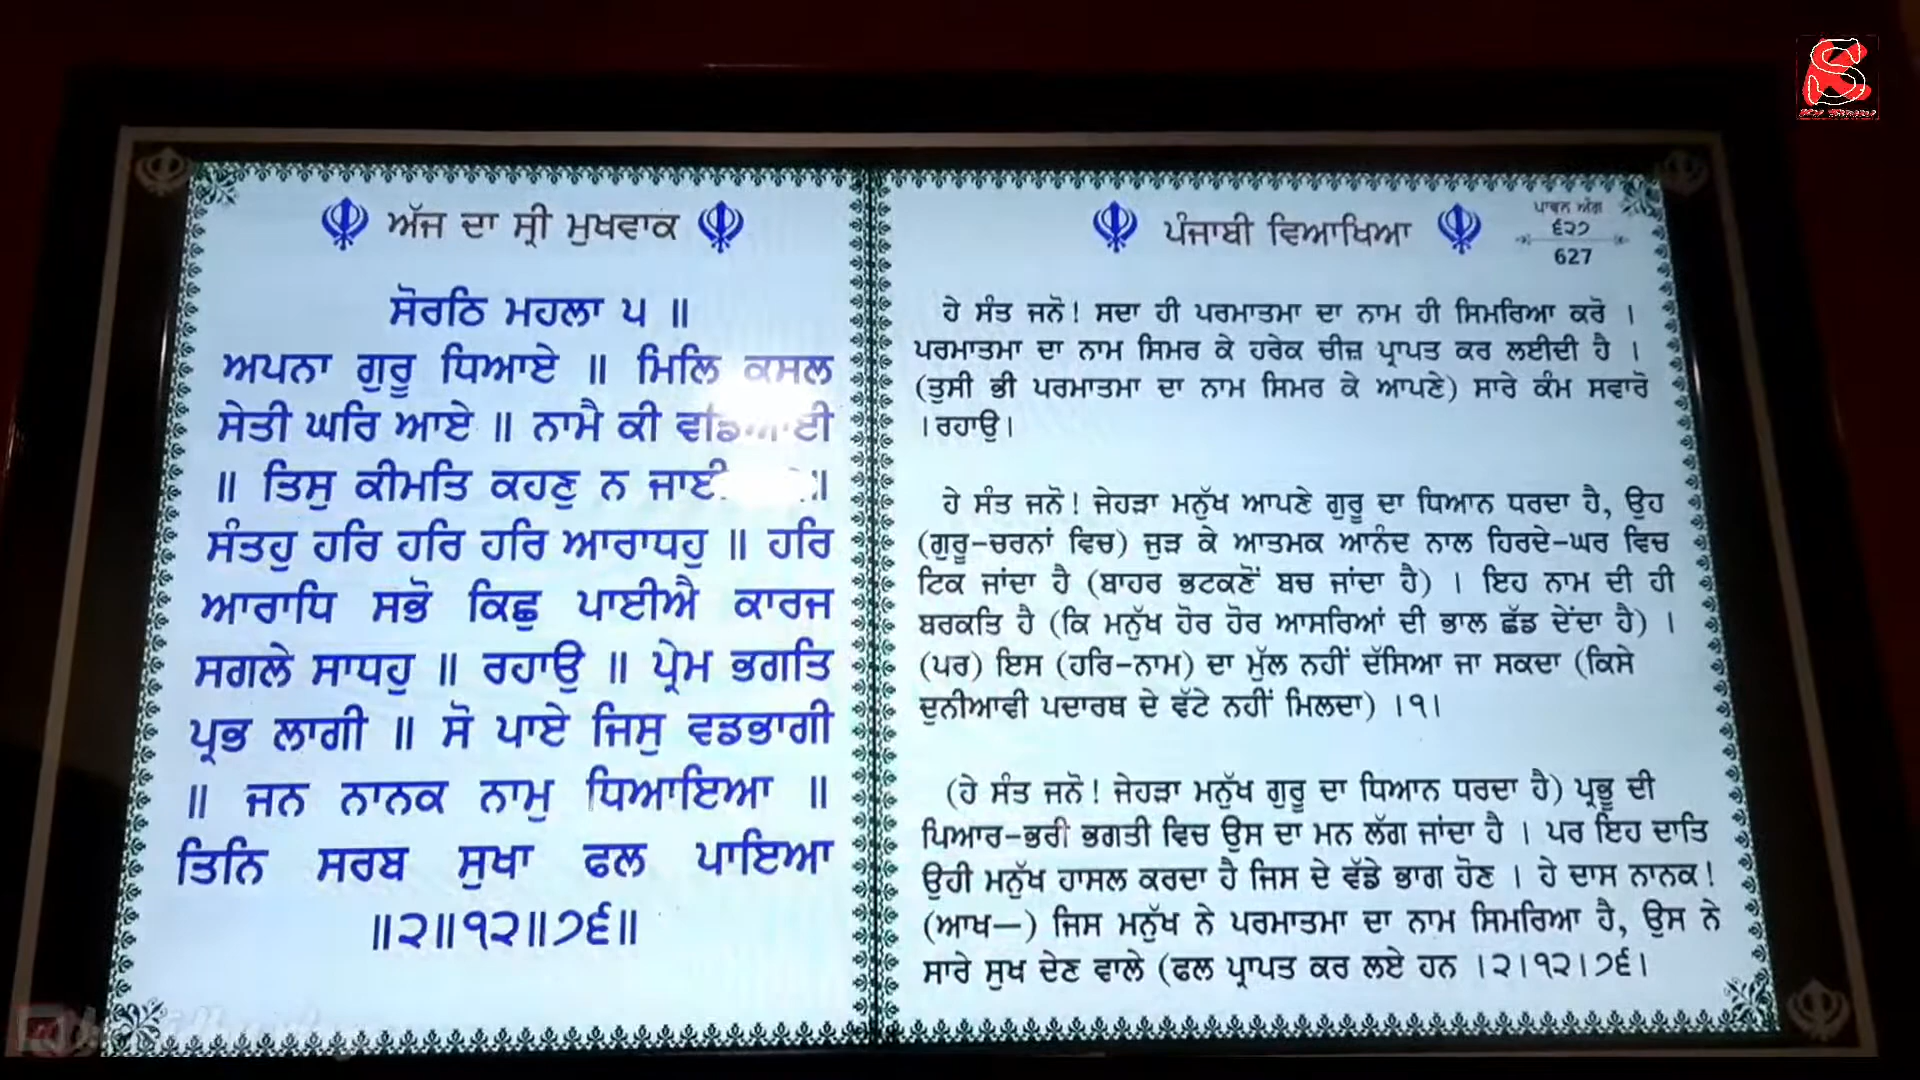 ਅੱਜ ਦਾ ਸ੍ਰੀ ਮੁਖਵਾਕ
ਸੋਰਠਿ ਮਹਲਾ ੫ ॥
ਅਪਨਾ ਗੁਰੂ ਧਿਆਏ ॥ ਮਿਲਿ ਕੁਸਲ
ਸੇਤੀ ਘਰਿ ਆਏ ॥ ਨਾਮੈ ਕੀ ਵਡਿਆਈ
॥ ਤਿਸੁ ਕੀਮਤਿ ਕਹਣੁ ਨ ਜਾਈ ॥
ਸੰਤਹੁ ਹਰਿ ਹਰਿ ਹਰਿ ਆਰਾਧਹੁ ॥ ਹਰਿ
ਆਰਾਧਿ ਸਭੋ ਕਿਛੁ ਪਾਈਐ ਕਾਰਜ
ਸਗਲੇ ਸਾਧਹੁ ॥ ਰਹਾਉ ॥ ਪ੍ਰੇਮ ਭਗਤਿ
ਪ੍ਰਭ ਲਾਗੀ ॥ ਸੋ ਪਾਏ ਜਿਸੁ ਵਡਭਾਗੀ
॥ ਜਨ ਨਾਨਕ ਨਾਮੁ ਧਿਆਇਆ ॥
ਤਿਨਿ ਸਰਬ ਸੁਖਾ ਫਲ ਪਾਇਆ
॥੨॥੧੨॥੭੬॥
ਪੰਜਾਬੀ ਵਿਆਖਿਆ
ਪਾਵਨ ਅੰਗ
੬੨੭
627
ਹੇ ਸੰਤ ਜਨੋ! ਸਦਾ ਹੀ ਪਰਮਾਤਮਾ ਦਾ ਨਾਮ ਹੀ ਸਿਮਰਿਆ ਕਰੋ ।
ਪਰਮਾਤਮਾ ਦਾ ਨਾਮ ਸਿਮਰ ਕੇ ਹਰੇਕ ਚੀਜ਼ ਪ੍ਰਾਪਤ ਕਰ ਲਈਦੀ ਹੈ ।
(ਤੁਸੀ ਭੀ ਪਰਮਾਤਮਾ ਦਾ ਨਾਮ ਸਿਮਰ ਕੇ ਆਪਣੇ) ਸਾਰੇ ਕੰਮ ਸਵਾਰੋ
।ਰਹਾਉ।
ਹੇ ਸੰਤ ਜਨੋ! ਜੇਹੜਾ ਮਨੁੱਖ ਆਪਣੇ ਗੁਰੂ ਦਾ ਧਿਆਨ ਧਰਦਾ ਹੈ, ਉਹ
(ਗੁਰੂ-ਚਰਨਾਂ ਵਿਚ) ਜੁੜ ਕੇ ਆਤਮਕ ਆਨੰਦ ਨਾਲ ਹਿਰਦੇ-ਘਰ ਵਿਚ
ਟਿਕ ਜਾਂਦਾ ਹੈ (ਬਾਹਰ ਭਟਕਣੋਂ ਬਚ ਜਾਂਦਾ ਹੈ) । ਇਹ ਨਾਮ ਦੀ ਹੀ
ਬਰਕਤਿ ਹੈ (ਕਿ ਮਨੁੱਖ ਹੋਰ ਹੋਰ ਆਸਰਿਆਂ ਦੀ ਭਾਲ ਛੱਡ ਦੇਂਦਾ ਹੈ) ।
(ਪਰ) ਇਸ (ਹਰਿ-ਨਾਮ) ਦਾ ਮੁੱਲ ਨਹੀਂ ਦੱਸਿਆ ਜਾ ਸਕਦਾ (ਕਿਸੇ
ਦੁਨੀਆਵੀ ਪਦਾਰਥ ਦੇ ਵੱਟੇ ਨਹੀਂ ਮਿਲਦਾ) ।੧।
(ਹੇ ਸੰਤ ਜਨੋ! ਜੇਹੜਾ ਮਨੁੱਖ ਗੁਰੂ ਦਾ ਧਿਆਨ ਧਰਦਾ ਹੈ) ਪ੍ਰਭੂ ਦੀ
ਪਿਆਰ-ਭਰੀ ਭਗਤੀ ਵਿਚ ਉਸ ਦਾ ਮਨ ਲੱਗ ਜਾਂਦਾ ਹੈ । ਪਰ ਇਹ ਦਾਤਿ
ਉਹੀ ਮਨੁੱਖ ਹਾਸਲ ਕਰਦਾ ਹੈ ਜਿਸ ਦੇ ਵੱਡੇ ਭਾਗ ਹੋਣ । ਹੇ ਦਾਸ ਨਾਨਕ!
(ਆਖ—) ਜਿਸ ਮਨੁੱਖ ਨੇ ਪਰਮਾਤਮਾ ਦਾ ਨਾਮ ਸਿਮਰਿਆ ਹੈ, ਉਸ ਨੇ
ਸਾਰੇ ਸੁਖ ਦੇਣ ਵਾਲੇ (ਫਲ ਪ੍ਰਾਪਤ ਕਰ ਲਏ ਹਨ ।੨।੧੨।੭੬।